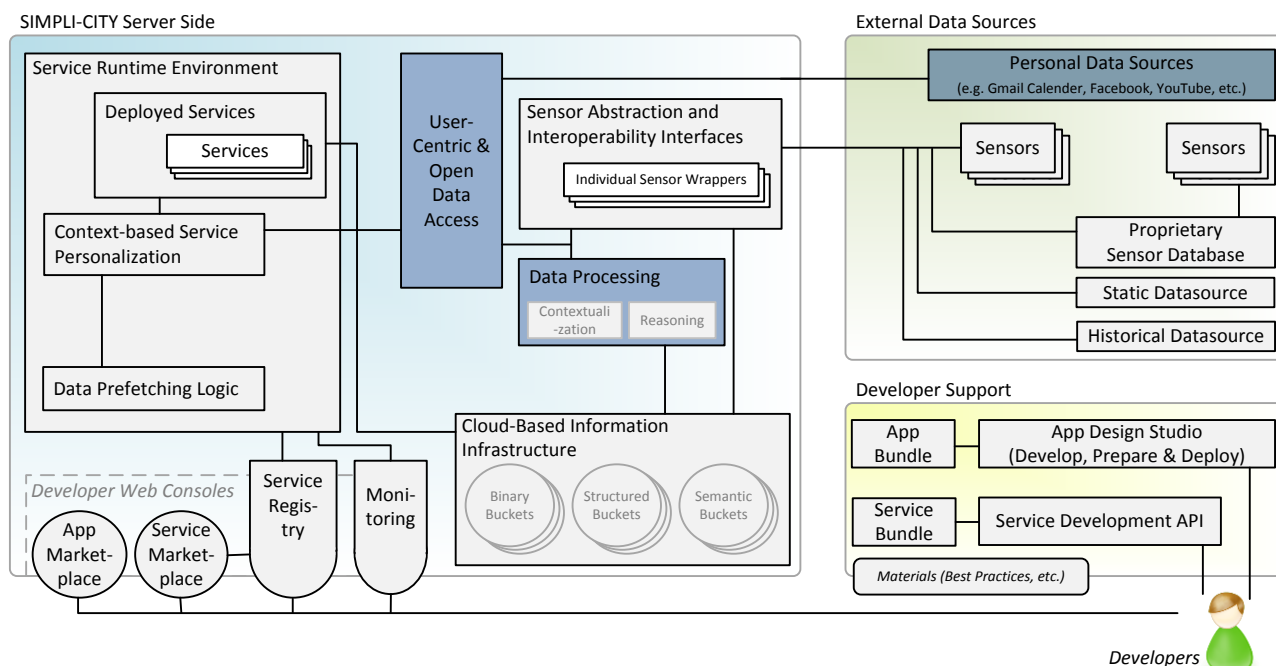 SIMPLI-CITY Server Side
Service Runtime Environment
Deployed Services
Services
Context-based Service
Personalization
Data Prefetching Logic
User-
Centric &
Open
Data
Access
Sensor Abstraction and
Interoperability Interfaces
Individual Sensor Wrappers
Data Processing
Contextuali
-zation
Reasoning
Cloud-Based Information
Infrastructure
Binary
Buckets
Structured
Buckets
Semantic
Buckets
Developer Web Consoles
App
Market-
place
Service
Market-
place
Service
Regis-
try
Moni-
toring
External Data Sources
Personal Data Sources
(e.g. Gmail Calender, Facebook, YouTube, etc.)
Sensors
Sensors
Proprietary
Sensor Database
Static Datasource
Historical Datasource
Developer Support
App
Bundle
App Design Studio
(Develop, Prepare & Deploy)
Service
Bundle
Service Development API
Materials (Best Practices, etc.)
Developers